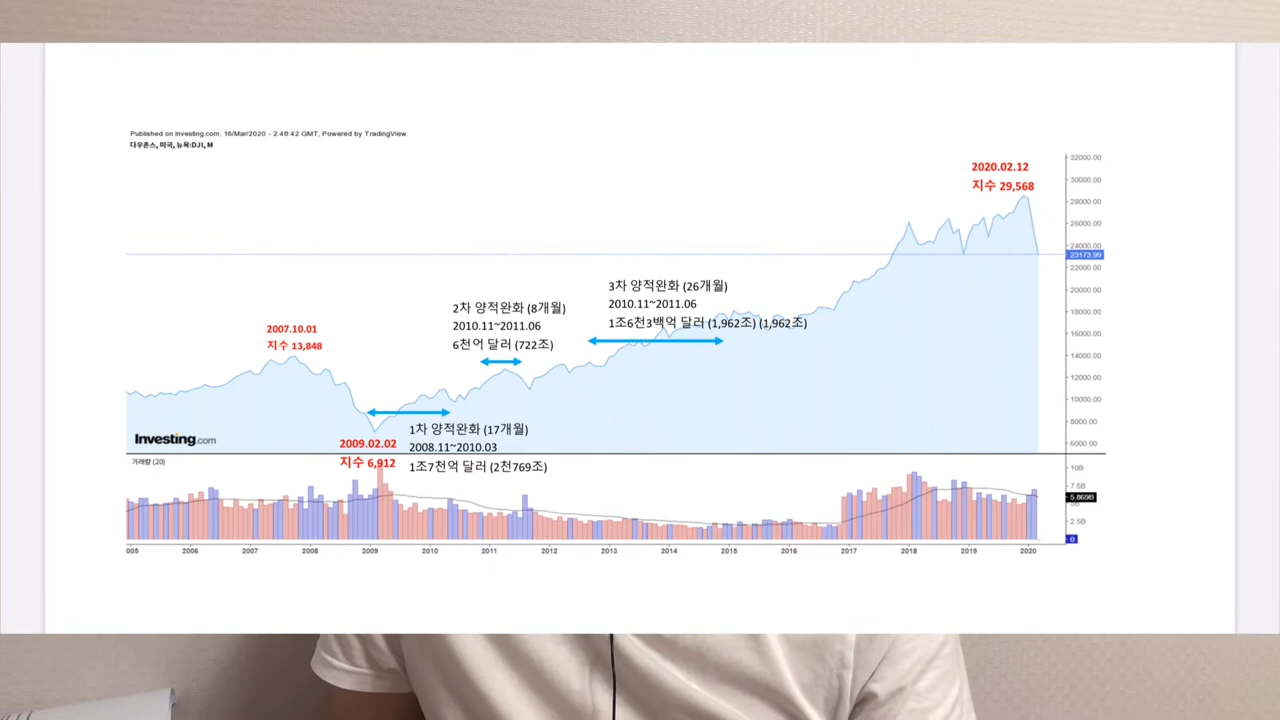 Published on Investing.com, 16/Mar/2020 - 2:48:42 GMT, Powered by TradingView.
다우존스, 미국, 뉴욕:DJI, M
2020.02.12
지수 29,568
3차 양적완화 (26개월)
2010.11~2011.06
1조6천3백억 달러 (1,962조) (1,962조)
2차 양적완화 (8개월)
2010.11~2011.06
6천억 달러 (722조)
2007.10.01
지수 13,848
1차 양적완화 (17개월)
2008.11~2010.03
1조7천억 달러 (2천769조)
2009.02.02
지수 6,912
Investing.com
거래량 (20)
32000.00
30000.00
28000.00
26000.00
24000.00
23173.99
22000.00
20000.00
18000.00
16000.00
14000.00
12000.00
10000.00
8000.00
6000.00
10B
7.5B
5.869B
2.5B
0
005 2006 2007 2008 2009 2010 2011 2012 2013 2014 2015 2016 2017 2018 2019 2020